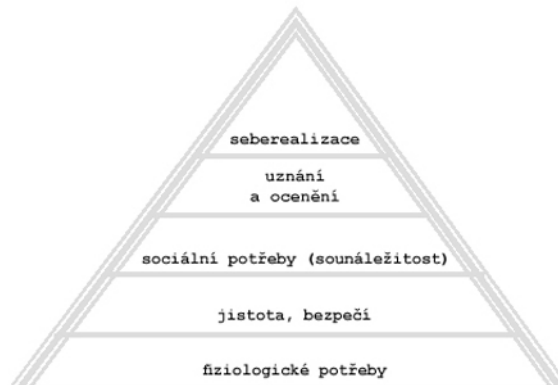 seberealizace
uznání
a ocenění
sociální potřeby (sounáležitost)
jistota, bezpečí
fiziologické potřeby